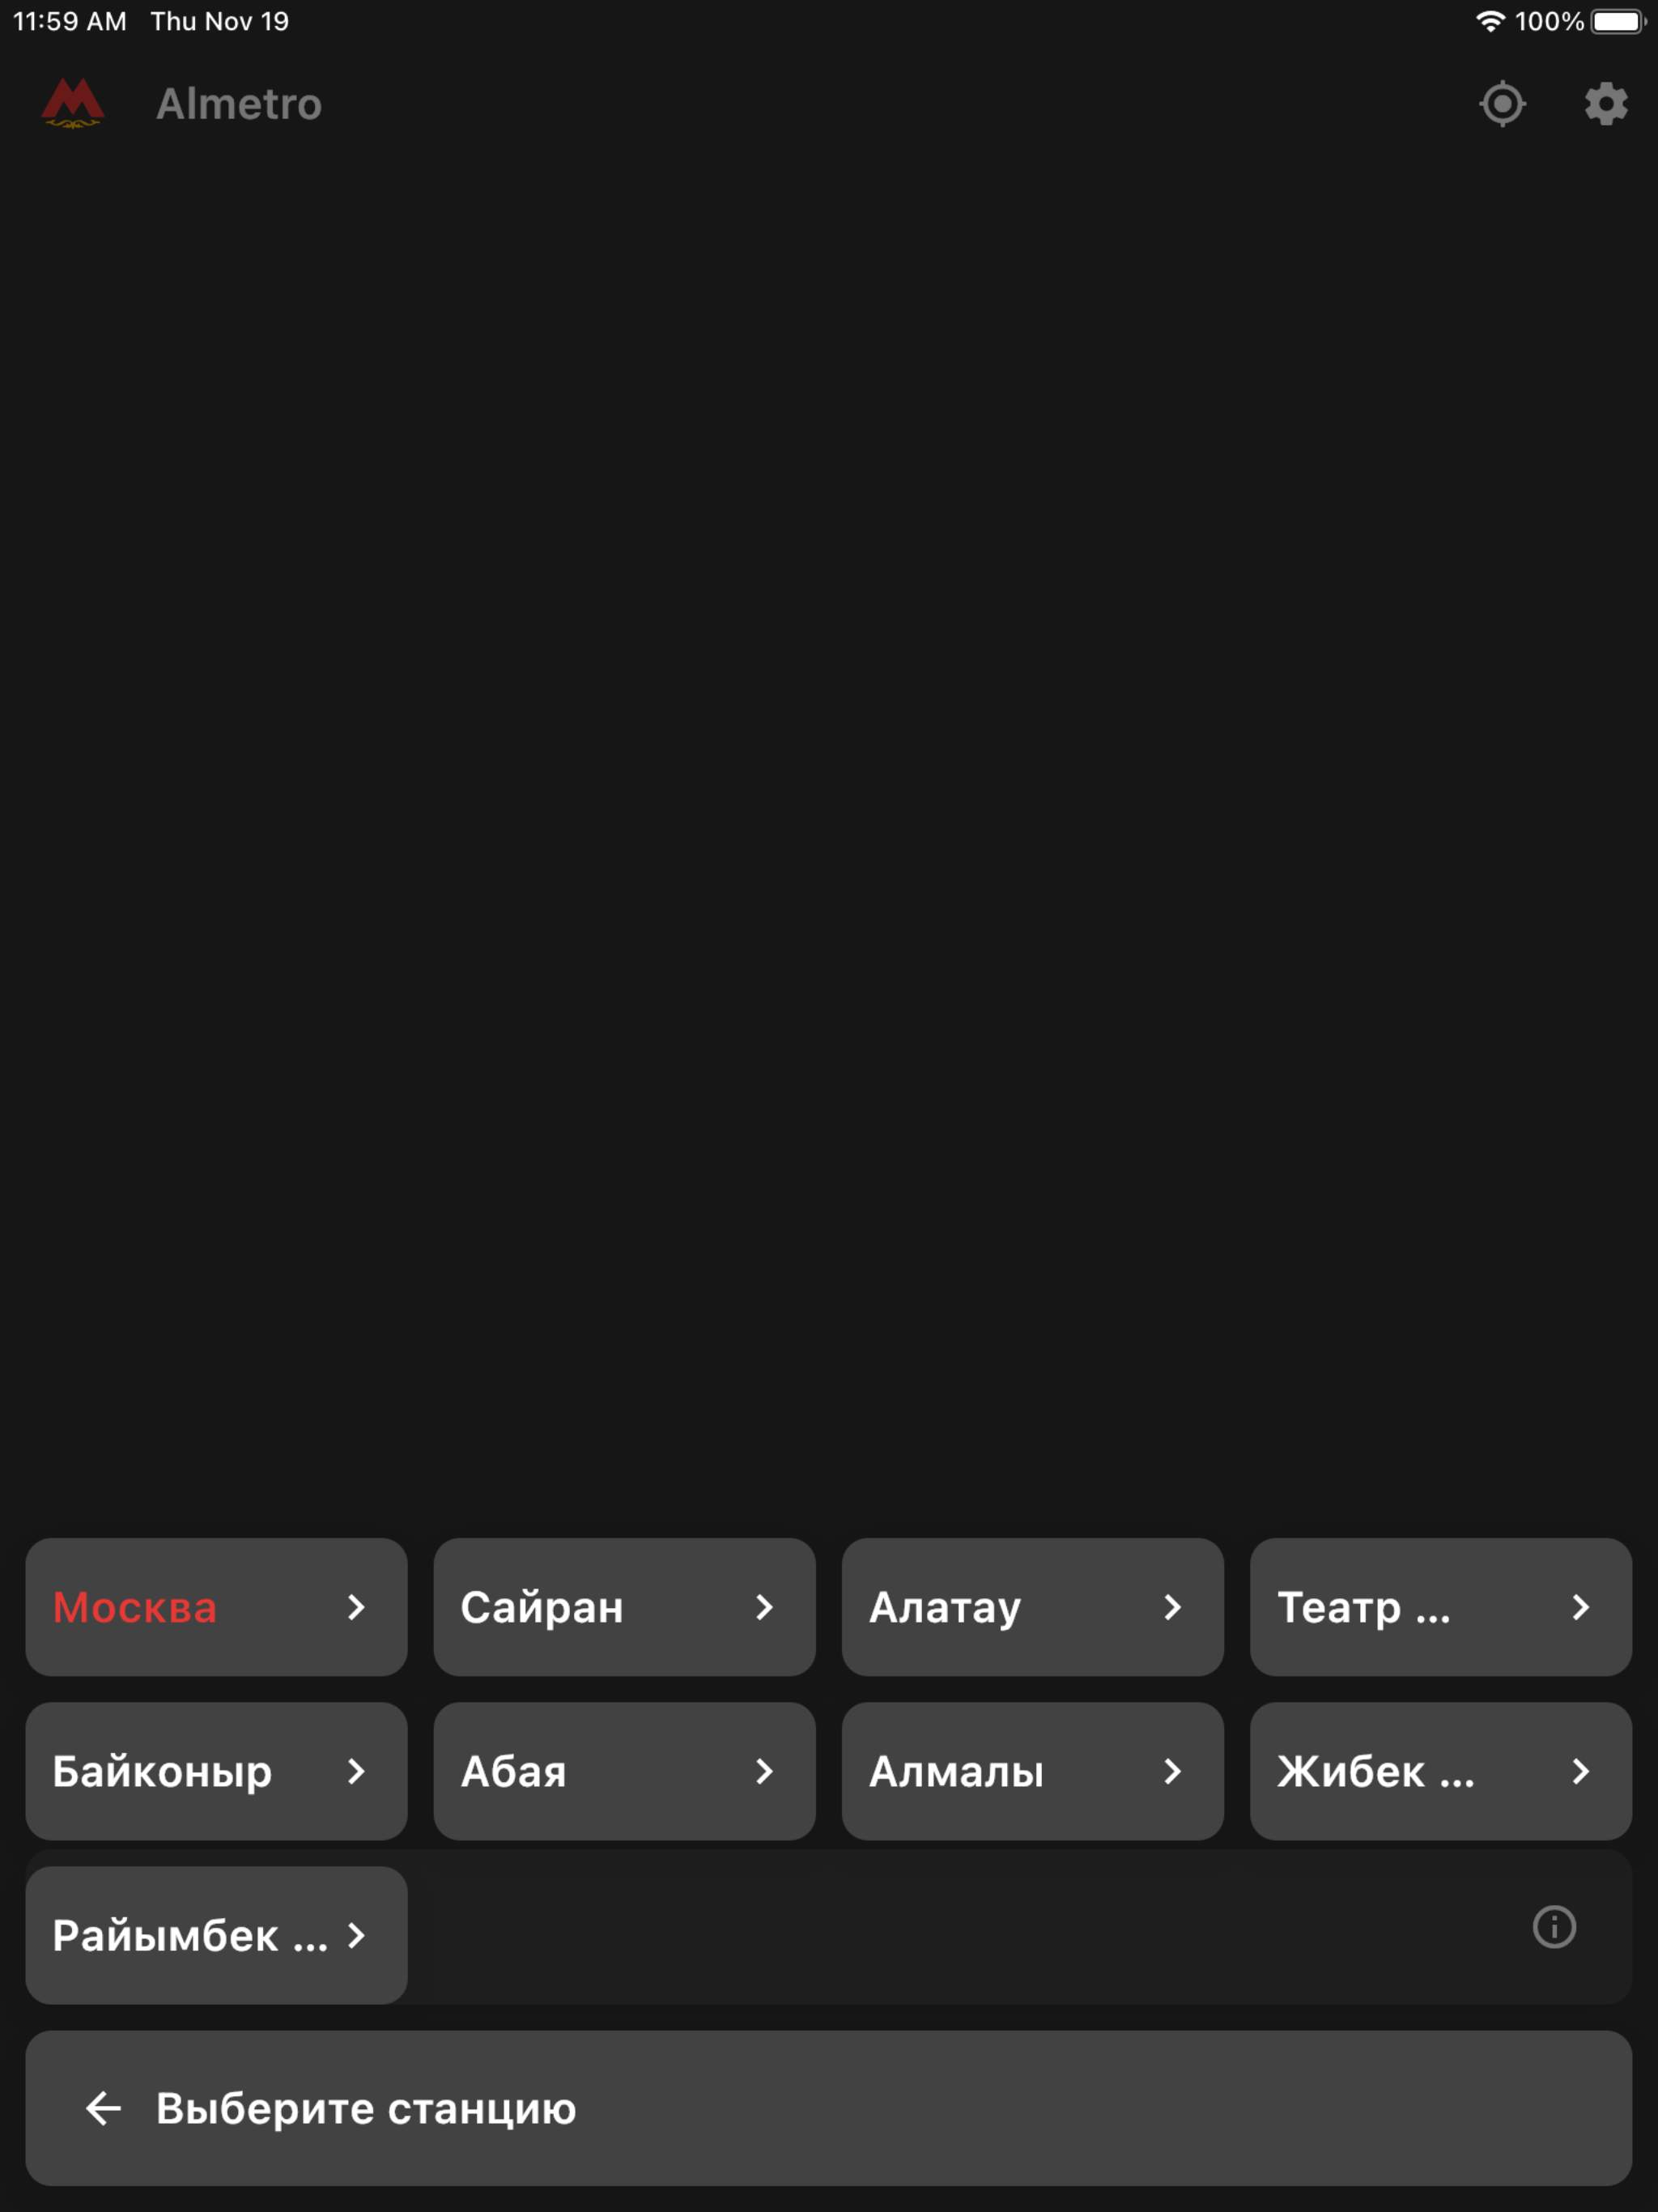 11:59 AM Thu Nov 19 100%
Almetro
Москва
Сайран
Алатау
Театр ...
Байконыр
Абая
Алмалы
Жибек ...
Райымбек ...
Выберите станцию